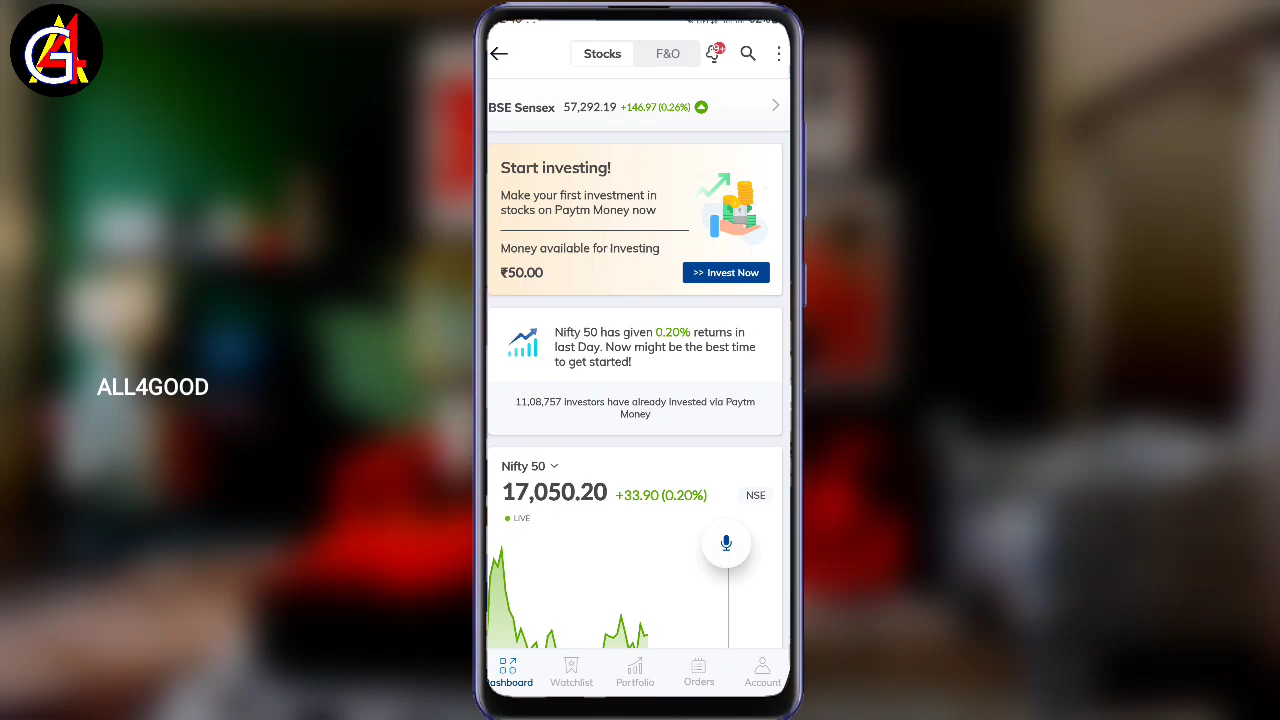 Stocks
F&O
9+
BSE Sensex 57,292.19 +146.97 (0.26%)
Start investing!
Make your first investment in
stocks on Paytm Money now
Money available for Investing
₹50.00
>> Invest Now
Nifty 50 has given 0.20% returns in
last Day. Now might be the best time
to get started!
11,08,757 investors have already invested via Paytm
Money
Nifty 50
17,050.20 +33.90 (0.20%) NSE
LIVE
ashboard
Watchlist
Portfolio
Orders
Account
ALL4GOOD
G4